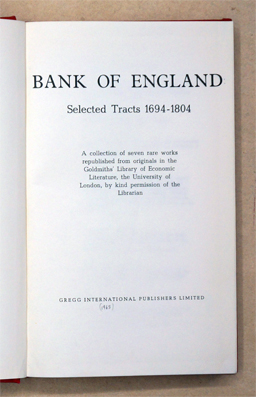 BANK OF ENGLAND
Selected Tracts 1694-1804
A collection of seven rare works
republished from originals in the
Goldsmiths' Library of Economic
Literature, the University of
London, by kind permission of the
Librarian
GREGG INTERNATIONAL PUBLISHERS LIMITED